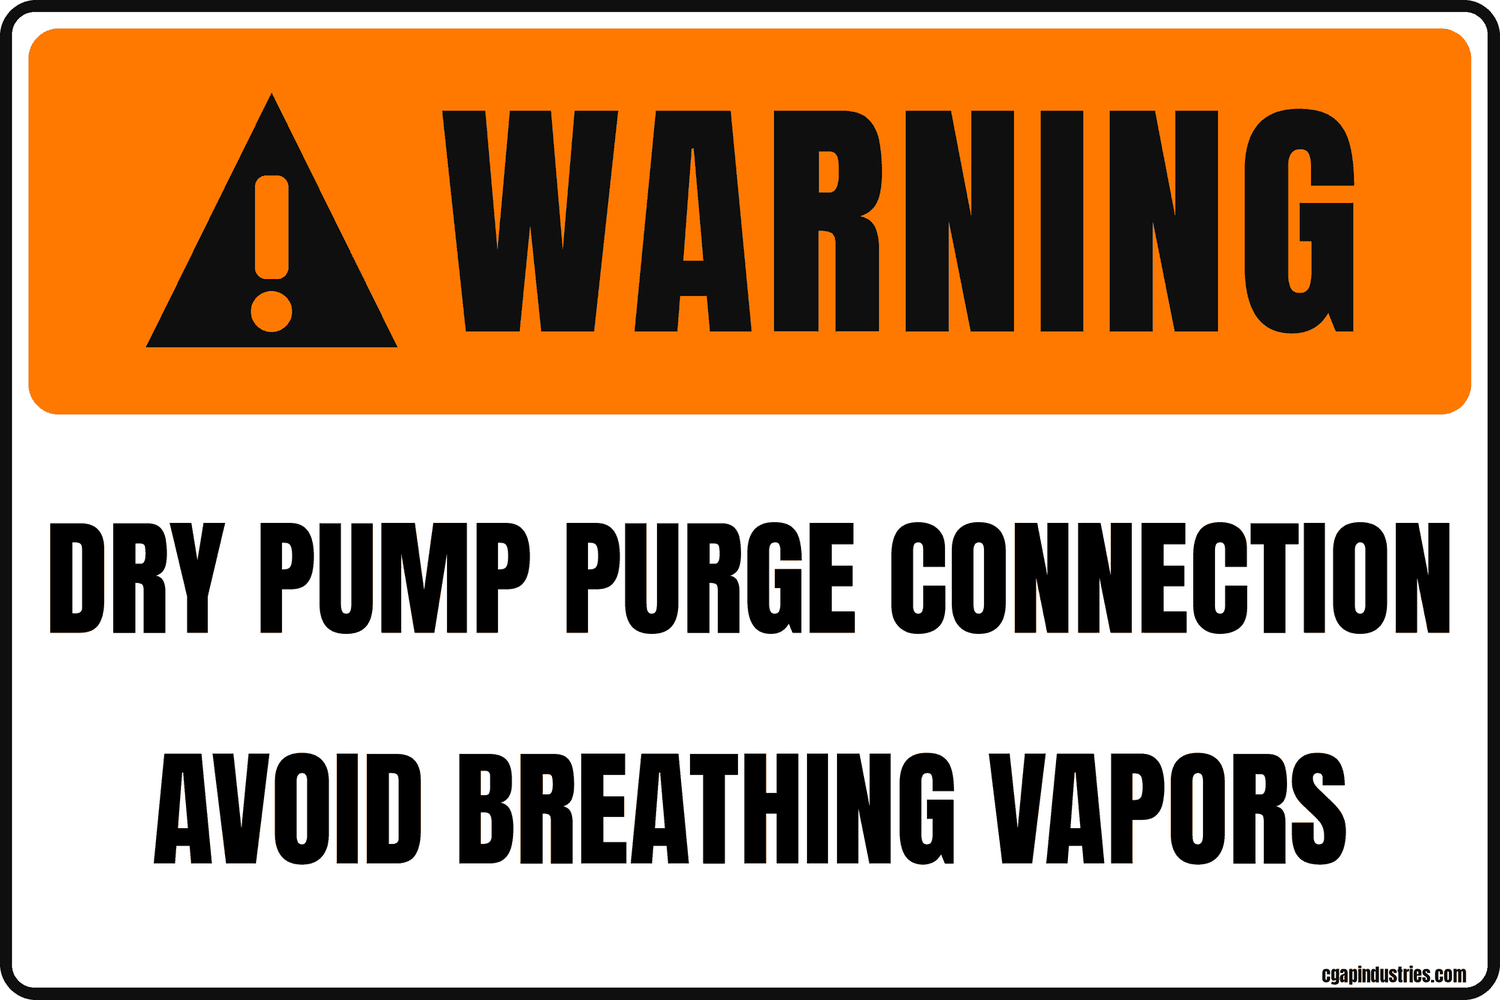 WARNING
DRY PUMP PURGE CONNECTION
AVOID BREATHING VAPORS
cgapindustries.com